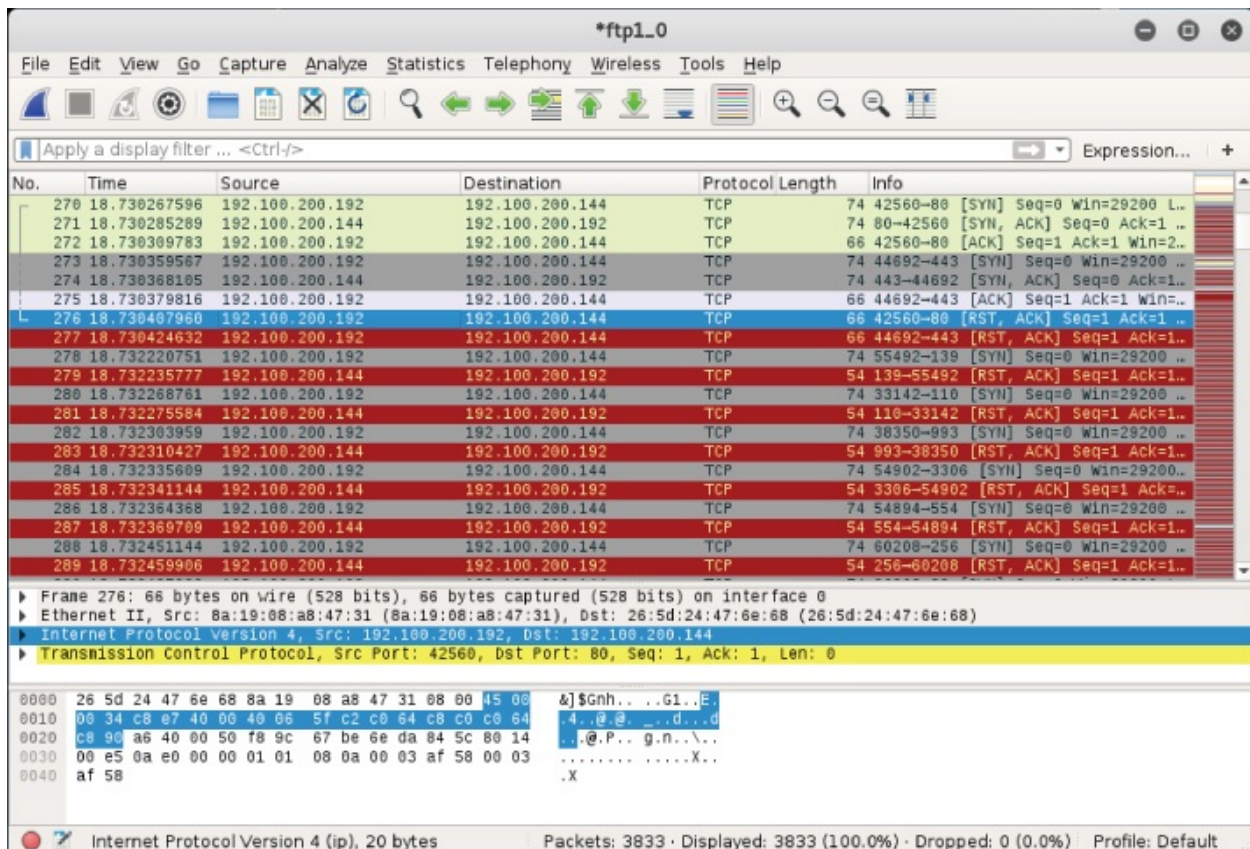 *ftp1_0
File Edit View Go Capture Analyze Statistics Telephony Wireless Tools Help
Apply a display filter ... <Ctrl-/> Expression... +
No. Time Source Destination Protocol Length Info
270 18.730267596 192.100.200.192 192.100.200.144 TCP 74 42560→80 [SYN] Seq=0 Win=29200 L…
271 18.730285289 192.100.200.144 192.100.200.192 TCP 74 80→42560 [SYN, ACK] Seq=0 Ack=1 …
272 18.730309783 192.100.200.192 192.100.200.144 TCP 66 42560→80 [ACK] Seq=1 Ack=1 Win=2…
273 18.730359567 192.100.200.192 192.100.200.144 TCP 74 44692→443 [SYN] Seq=0 Win=29200 …
274 18.730368105 192.100.200.144 192.100.200.192 TCP 74 443→44692 [SYN, ACK] Seq=0 Ack=1…
275 18.730379816 192.100.200.192 192.100.200.144 TCP 66 44692→443 [ACK] Seq=1 Ack=1 Win=…
276 18.730407960 192.100.200.192 192.100.200.144 TCP 66 42560→80 [RST, ACK] Seq=1 Ack=1 …
277 18.730424632 192.100.200.192 192.100.200.144 TCP 66 44692→443 [RST, ACK] Seq=1 Ack=1…
278 18.732220751 192.100.200.192 192.100.200.144 TCP 74 55492→139 [SYN] Seq=0 Win=29200 …
279 18.732235777 192.100.200.144 192.100.200.192 TCP 54 139→55492 [RST, ACK] Seq=1 Ack=1…
280 18.732268761 192.100.200.192 192.100.200.144 TCP 74 33142→110 [SYN] Seq=0 Win=29200 …
281 18.732275584 192.100.200.144 192.100.200.192 TCP 54 110→33142 [RST, ACK] Seq=1 Ack=1…
282 18.732303959 192.100.200.192 192.100.200.144 TCP 74 38350→993 [SYN] Seq=0 Win=29200 …
283 18.732310427 192.100.200.144 192.100.200.192 TCP 54 993→38350 [RST, ACK] Seq=1 Ack=1…
284 18.732335609 192.100.200.192 192.100.200.144 TCP 74 54902→3306 [SYN] Seq=0 Win=29200…
285 18.732341144 192.100.200.144 192.100.200.192 TCP 54 3306→54902 [RST, ACK] Seq=1 Ack=…
286 18.732364368 192.100.200.192 192.100.200.144 TCP 74 54894→554 [SYN] Seq=0 Win=29200 …
287 18.732369709 192.100.200.144 192.100.200.192 TCP 54 554→54894 [RST, ACK] Seq=1 Ack=1…
288 18.732451144 192.100.200.192 192.100.200.144 TCP 74 60208→256 [SYN] Seq=0 Win=29200 …
289 18.732459906 192.100.200.144 192.100.200.192 TCP 54 256→60208 [RST, ACK] Seq=1 Ack=1…
Frame 276: 66 bytes on wire (528 bits), 66 bytes captured (528 bits) on interface 0
Ethernet II, Src: 8a:19:08:a8:47:31 (8a:19:08:a8:47:31), Dst: 26:5d:24:47:6e:68 (26:5d:24:47:6e:68)
Internet Protocol Version 4, Src: 192.100.200.192, Dst: 192.100.200.144
Transmission Control Protocol, Src Port: 42560, Dst Port: 80, Seq: 1, Ack: 1, Len: 0
0000 26 5d 24 47 6e 68 8a 19 08 a8 47 31 08 00 45 00 &]$Gnh.. ..G1..E.
0010 00 34 c8 e7 40 00 40 06 5f c2 c0 64 c8 c0 c0 64 .4..@.@. _..d...d
0020 c8 90 a6 40 00 50 f8 9c 67 be 6e da 84 5c 80 14 ...@.P.. g.n..\..
0030 00 e5 0a e0 00 00 01 01 08 0a 00 03 af 58 00 03 ........ .....X..
0040 af 58 .X
Internet Protocol Version 4 (ip), 20 bytes Packets: 3833 · Displayed: 3833 (100.0%) · Dropped: 0 (0.0%) Profile: Default